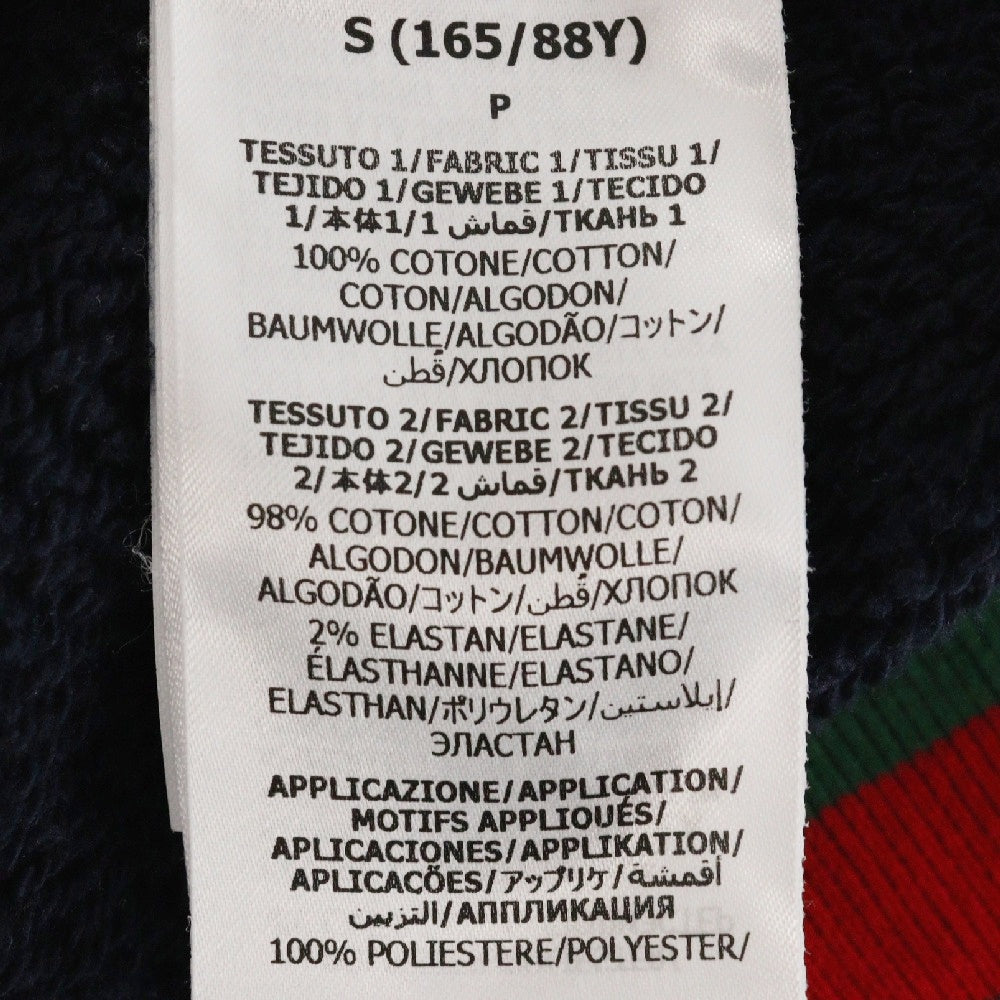 S (165/88Y)
P
TESSUTO 1/FABRIC 1/TISSU 1/
TEJIDO 1/GEWEBE 1/TECIDO
1/本体1/1 قماش/ТКАНЬ 1
100% COTONE/COTTON/
COTON/ALGODON/
BAUMWOLLE/ALGODÃO/コットン/
قُطن/ХЛОПОК
TESSUTO 2/FABRIC 2/TISSU 2/
TEJIDO 2/GEWEBE 2/TECIDO
2/本体2/2 قماش/ТКАНЬ 2
98% COTONE/COTTON/COTON/
ALGODON/BAUMWOLLE/
ALGODÃO/コットン/قُطن/ХЛОПОК
2% ELASTAN/ELASTANE/
ÉLASTHANNE/ELASTANO/
ELASTHAN/ポリウレタン/إيلاستين/
ЭЛАСТАН
APPLICAZIONE/APPLICATION/
MOTIFS APPLIQUÉS/
APLICACIONES/APPLIKATION/
APLICACÕES/アップリケ/أقمشة
التزيين/АППЛИКАЦИЯ
100% POLIESTERE/POLYESTER/